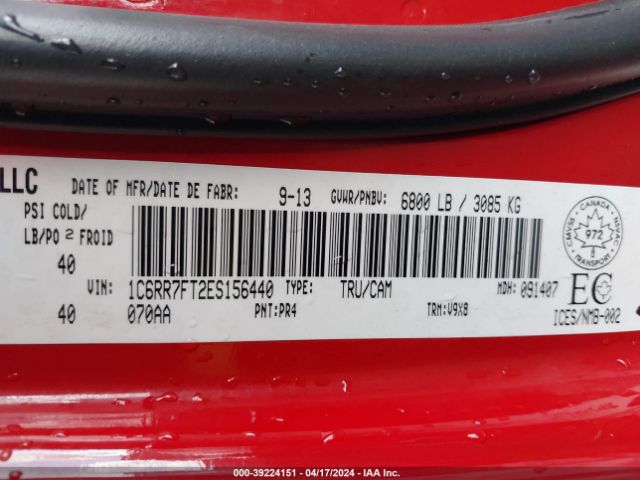 LLC DATE OF MFR/DATE DE FABR: 9-13 GVWR/PNBV: 6800 LB / 3085 KG
PSI COLD/
LB/PO 2 FROID
40
VIN: 1C6RR7FT2ES156440 TYPE: TRU/CAM MDH: 091407
40 070AA PNT:PR4 TRM:V9X8
CANADA
CMVSS NSVAC
972
TRANSPORT
EC
ICES/NMB-002
000-39224151 — 04/17/2024 — IAA Inc.